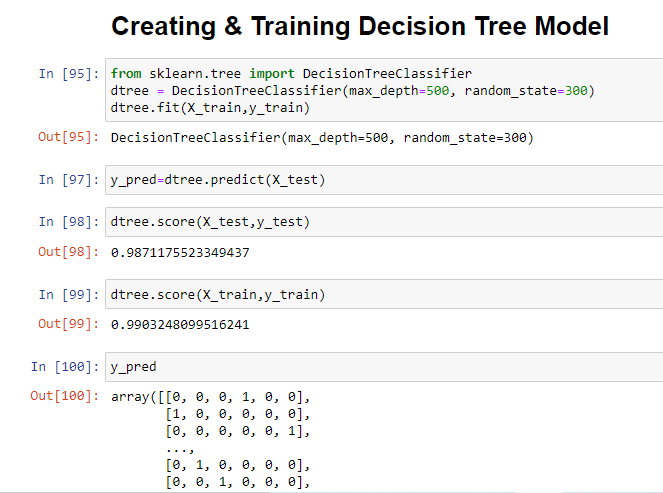 Creating & Training Decision Tree Model
In [95]: from sklearn.tree import DecisionTreeClassifier
dtree = DecisionTreeClassifier(max_depth=500, random_state=300)
dtree.fit(X_train,y_train)
Out[95]: DecisionTreeClassifier(max_depth=500, random_state=300)
In [97]: y_pred=dtree.predict(X_test)
In [98]: dtree.score(X_test,y_test)
Out[98]: 0.9871175523349437
In [99]: dtree.score(X_train,y_train)
Out[99]: 0.9903248099516241
In [100]: y_pred
Out[100]: array([[0, 0, 0, 1, 0, 0],
[1, 0, 0, 0, 0, 0],
[0, 0, 0, 0, 0, 1],
...,
[0, 1, 0, 0, 0, 0],
[0, 0, 1, 0, 0, 0],